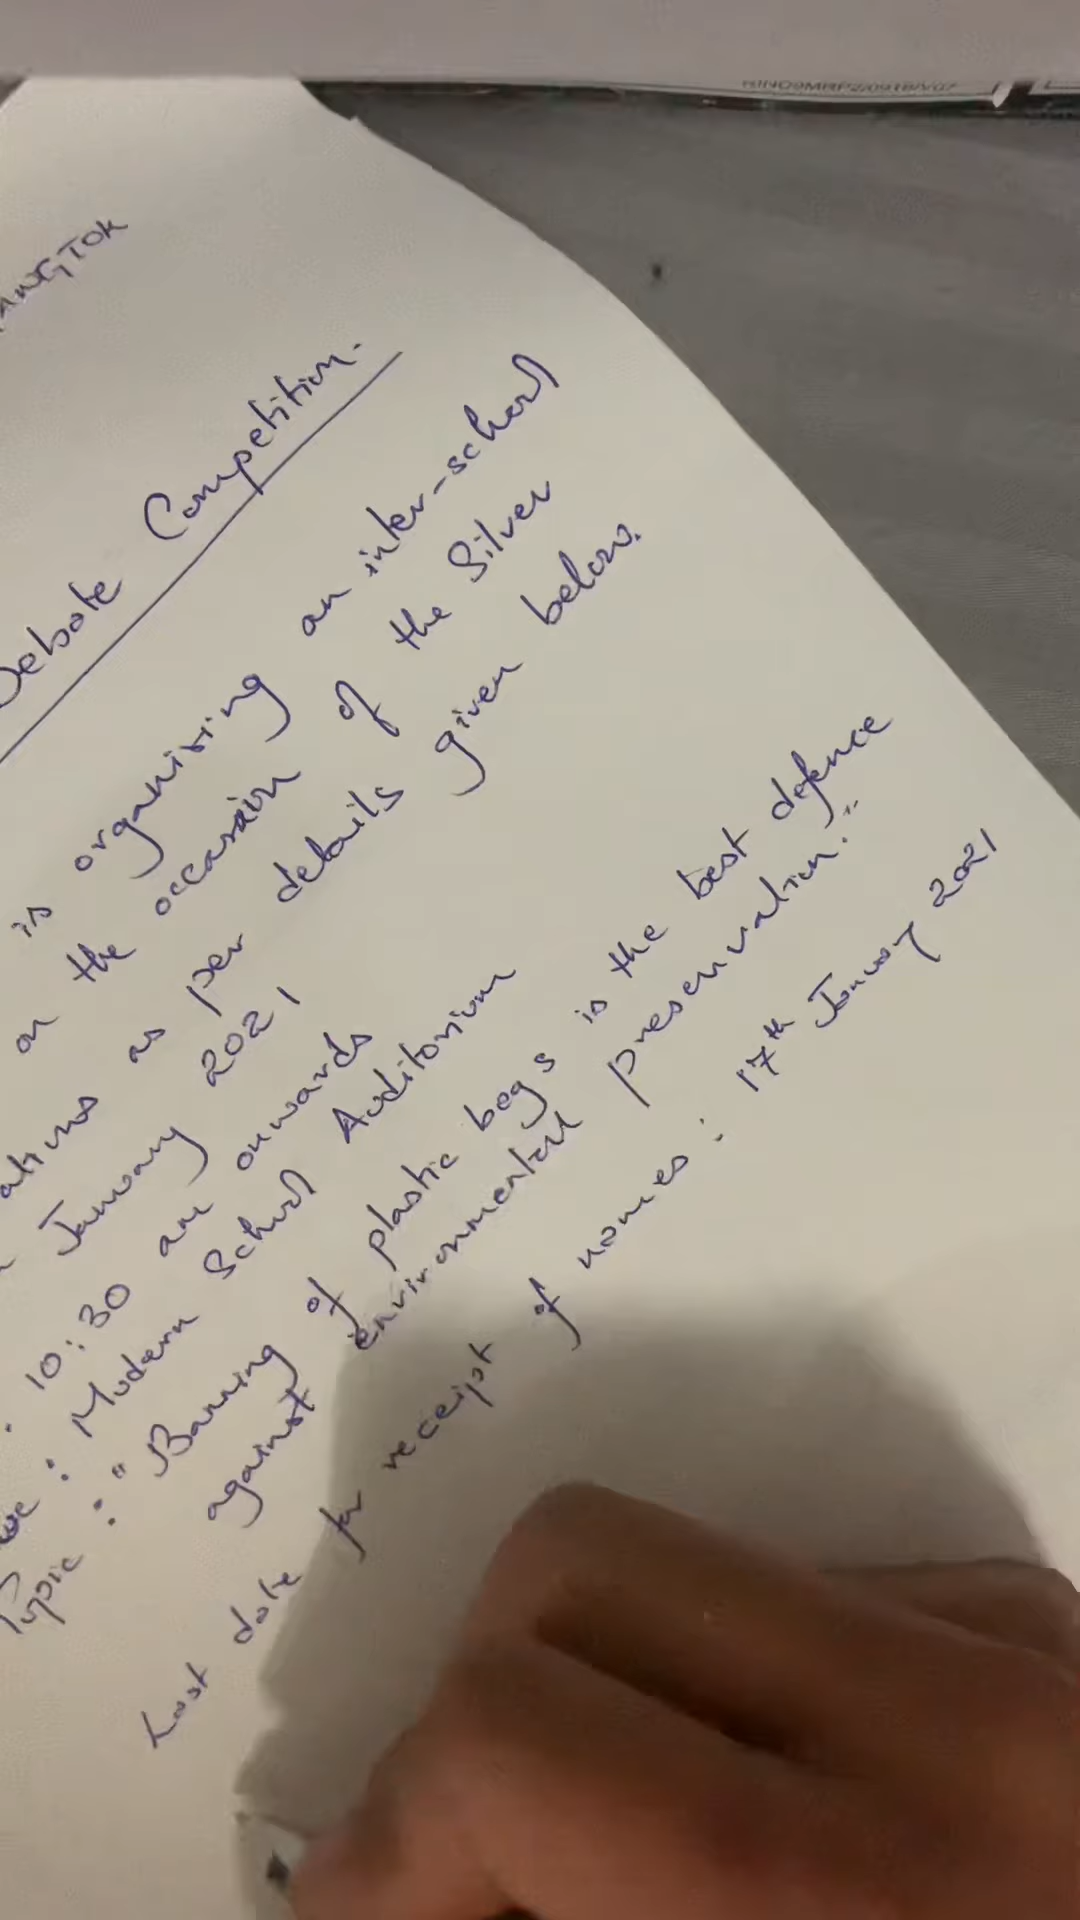 Debate Competition.
is organising an inter-school
on the occasion of the Silver
as per details given below.
January 2021
10:30 am onwards
: Modern School Auditorium
Topic : "Banning of plastic bags is the best defence
against environmental preservation."
Last date for receipt of names : 17th January 2021